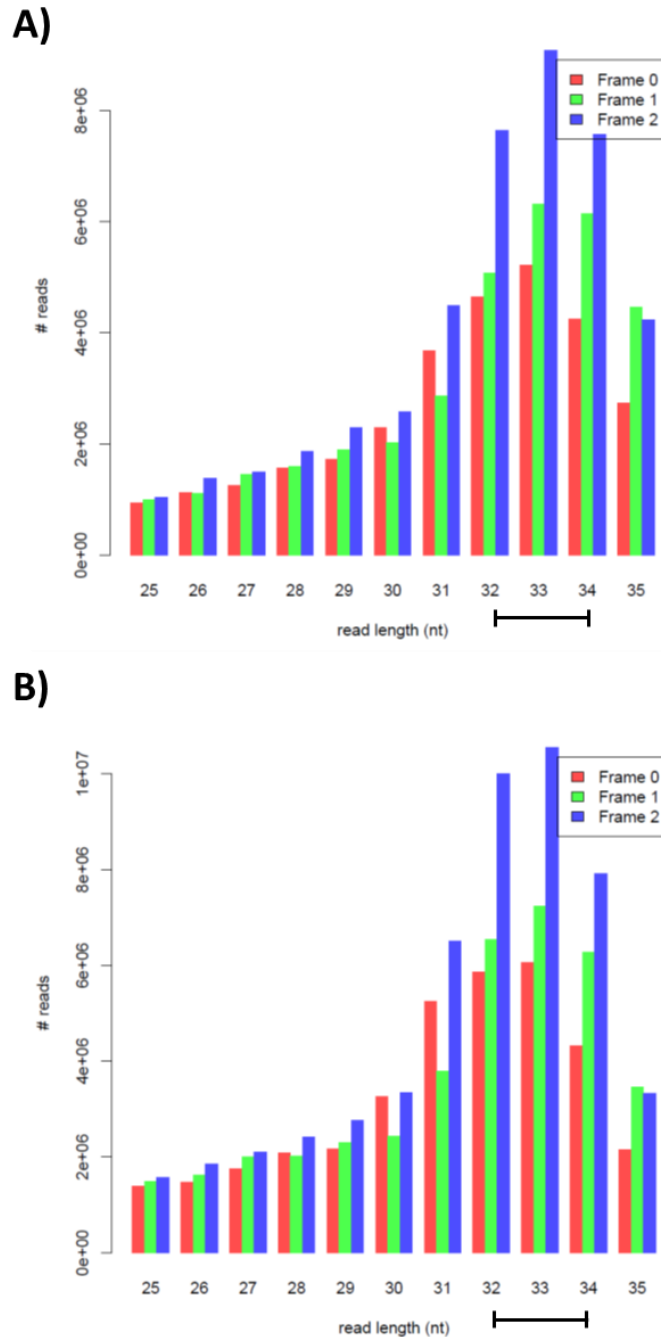 A)
Frame 0
Frame 1
Frame 2
8e+06
6e+06
4e+06
2e+06
0e+00
# reads
25 26 27 28 29 30 31 32 33 34 35
read length (nt)
B)
Frame 0
Frame 1
Frame 2
1e+07
8e+06
6e+06
4e+06
2e+06
0e+00
# reads
25 26 27 28 29 30 31 32 33 34 35
read length (nt)